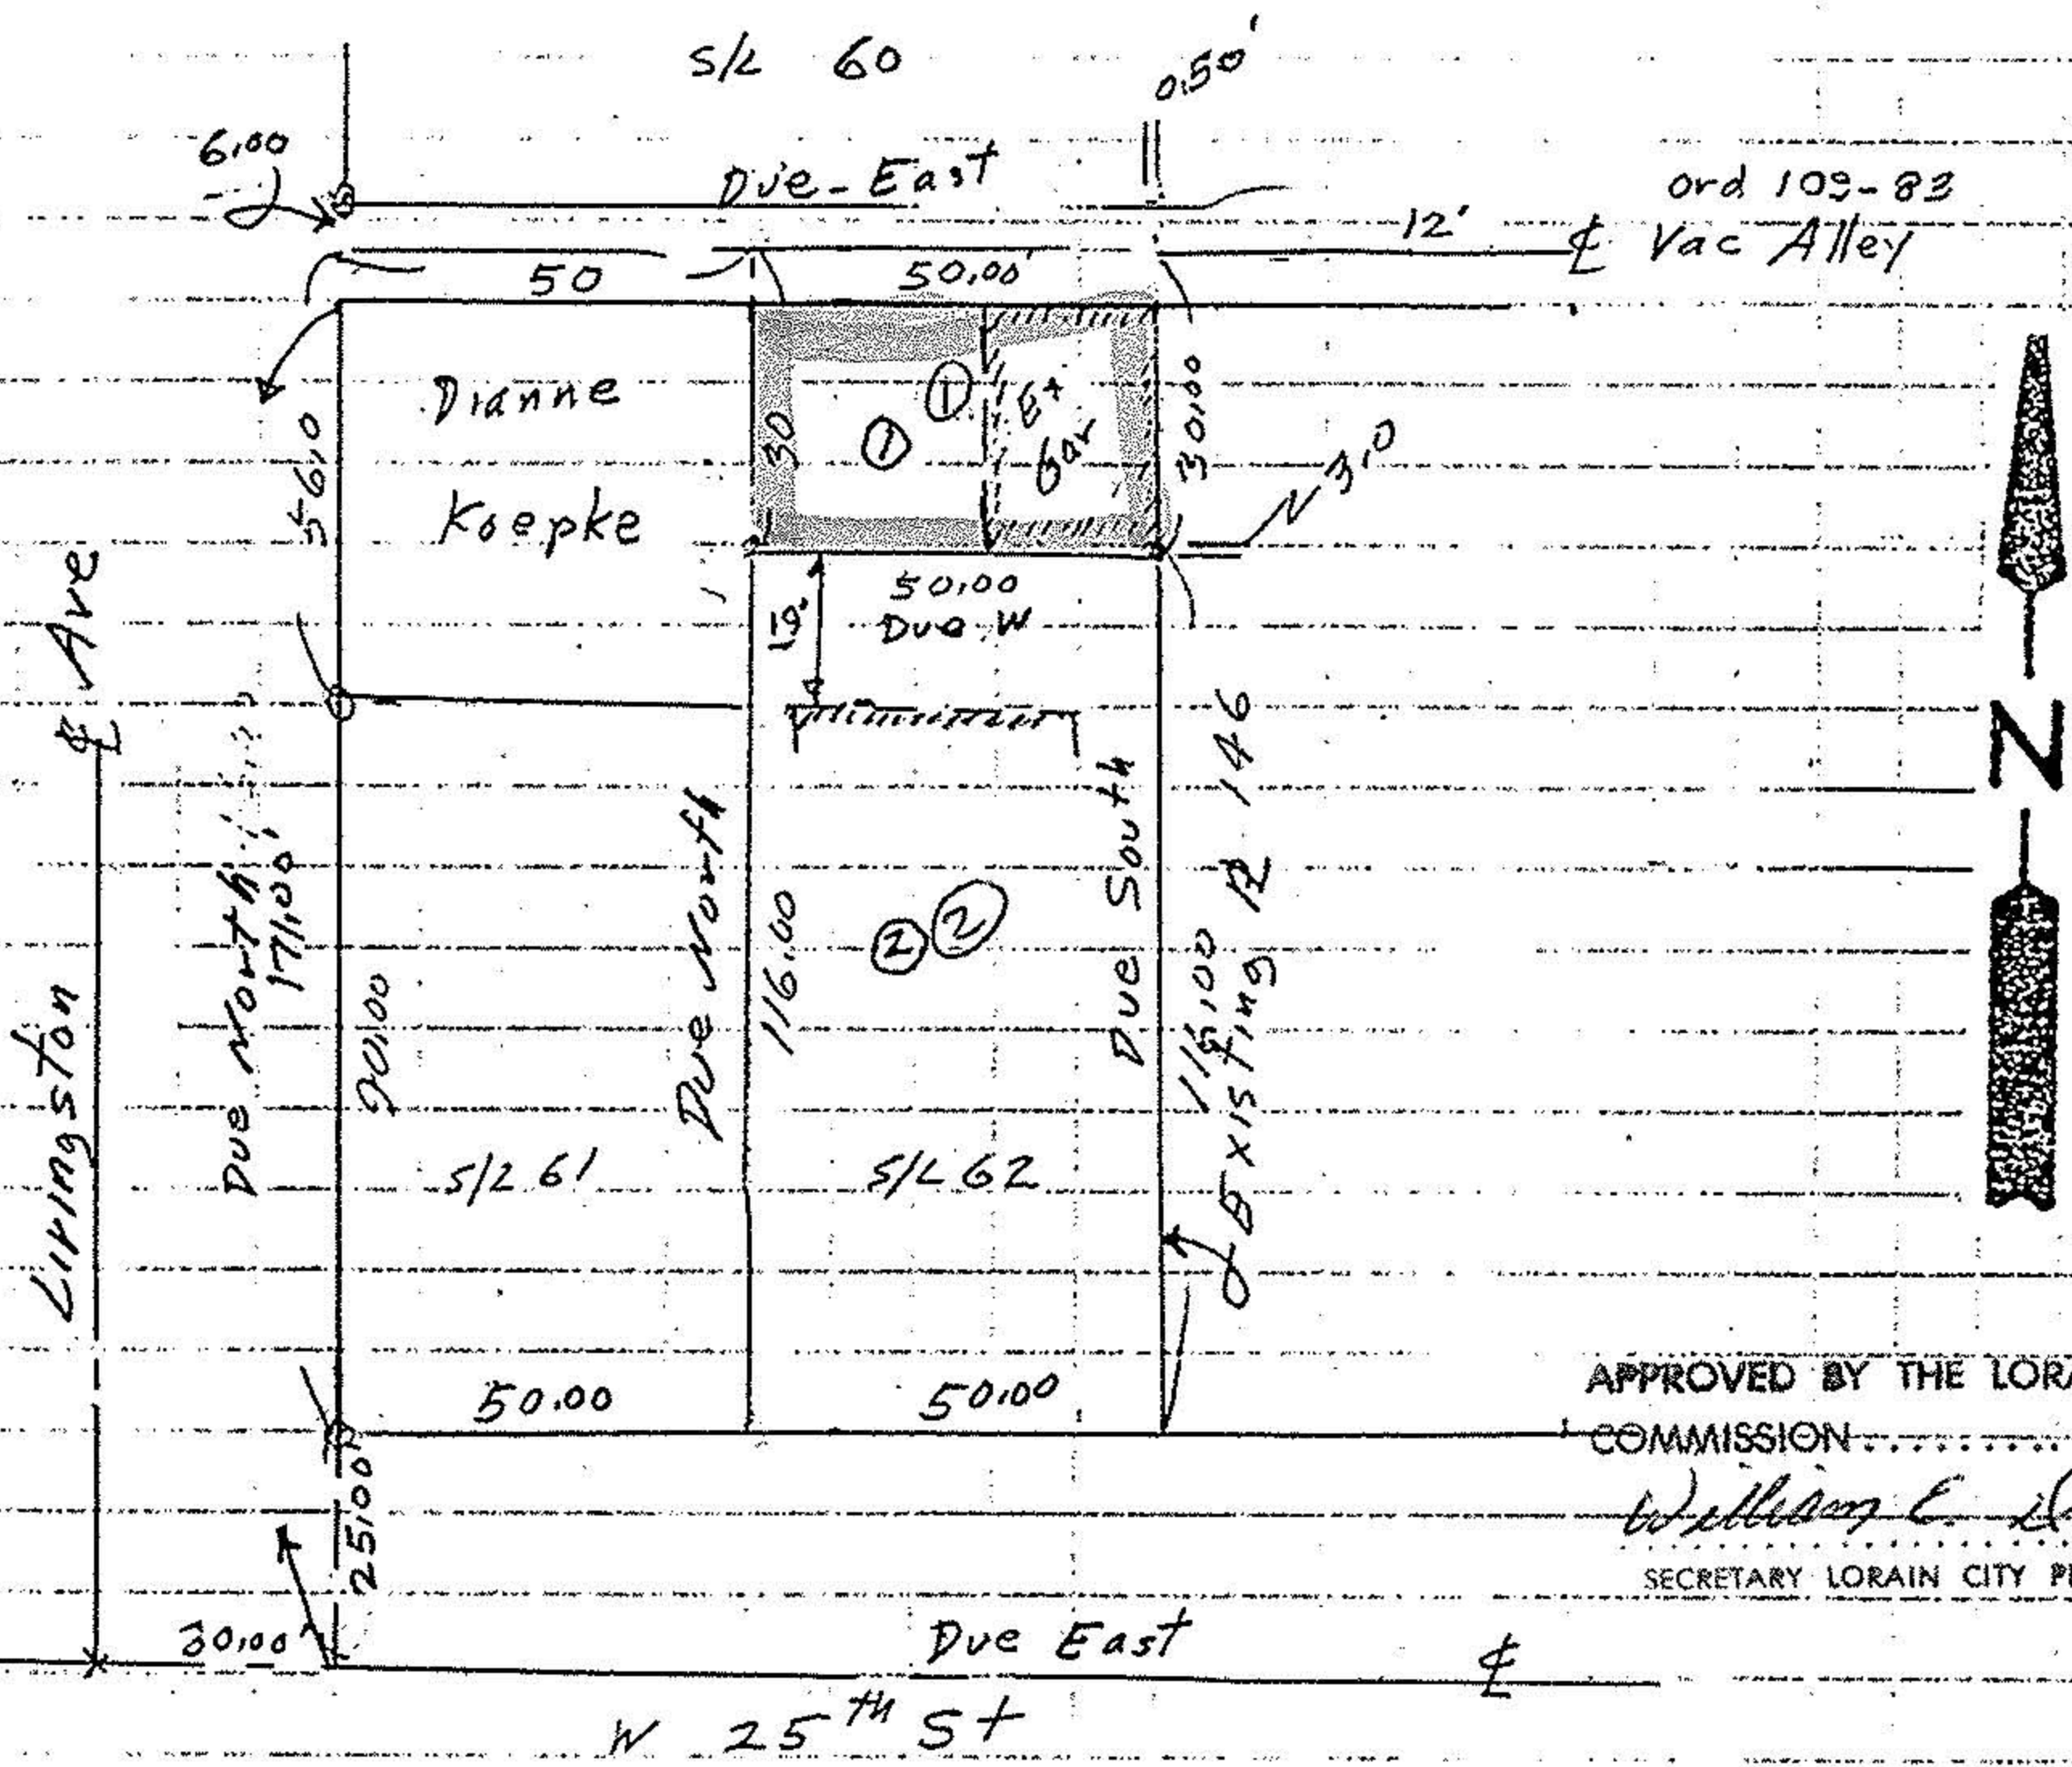 S/L 60
0.50'
6.00
Due-East
Ord 109-83
12'
℄ Vac Alley
50
50.00'
Dianne
Koepke
56.0
30
①
①
Ex
Gar
30.00
N 3.0
50.00
Due W
19.
℄ Ave
Livingston
Due North
171.00
90.00
Due North
116.00
② ②
Due South
116.00
Existing ℞ 146
S/L 61
S/L 62
N
50.00
50.00
25.00
30.00
Due East
℄
W 25th St
APPROVED BY THE LORA
COMMISSION
William E.
SECRETARY LORAIN CITY P